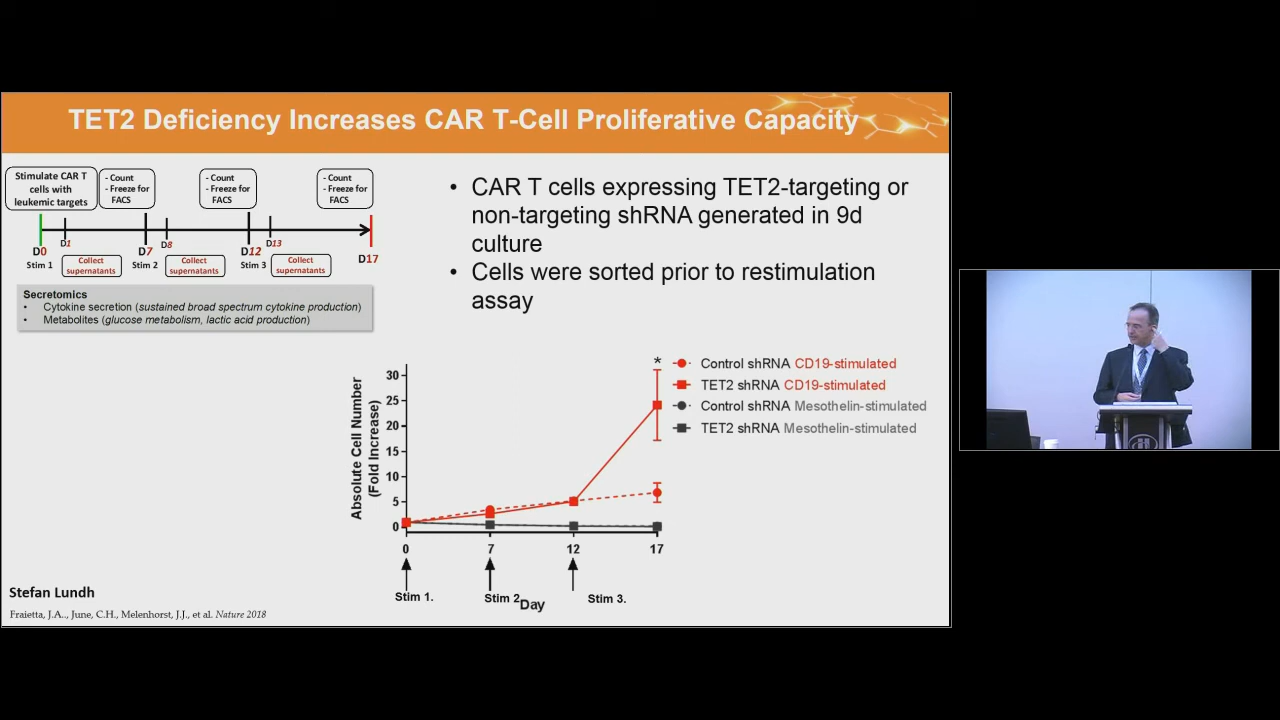 TET2 Deficiency Increases CAR T-Cell Proliferative Capacity
Stimulate CAR T
cells with
leukemic targets
- Count
- Freeze for
FACS
- Count
- Freeze for
FACS
- Count
- Freeze for
FACS
D0
D1
D7
D8
D12
D13
D17
Stim 1
Collect
supernatants
Stim 2
Collect
supernatants
Stim 3
Collect
supernatants
Secretomics
• Cytokine secretion (sustained broad spectrum cytokine production)
• Metabolites (glucose metabolism, lactic acid production)
• CAR T cells expressing TET2-targeting or
non-targeting shRNA generated in 9d
culture
• Cells were sorted prior to restimulation
assay
Absolute Cell Number
(Fold Increase)
30
25
20
15
10
5
0
*
Control shRNA CD19-stimulated
TET2 shRNA CD19-stimulated
Control shRNA Mesothelin-stimulated
TET2 shRNA Mesothelin-stimulated
0 7 12 17
Stim 1. Stim 2. Stim 3.
Day
Stefan Lundh
Fraietta, J.A.., June, C.H., Melenhorst, J.J., et al. Nature 2018